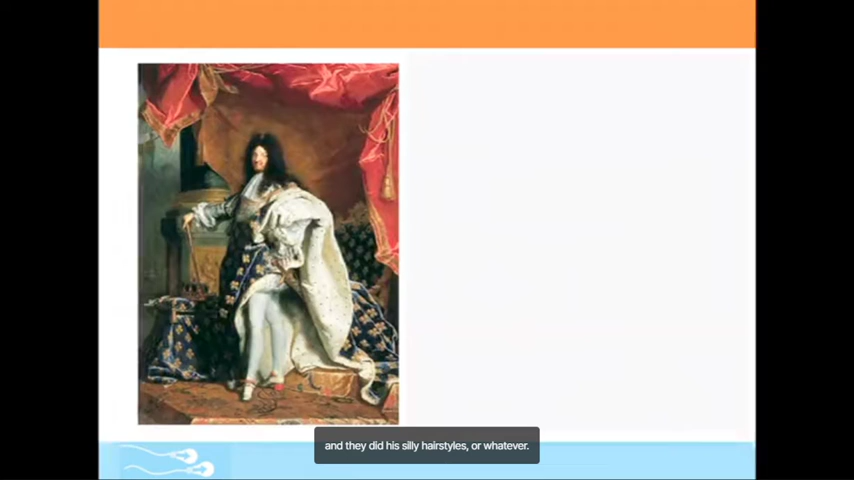 and they did his silly hairstyles, or whatever.